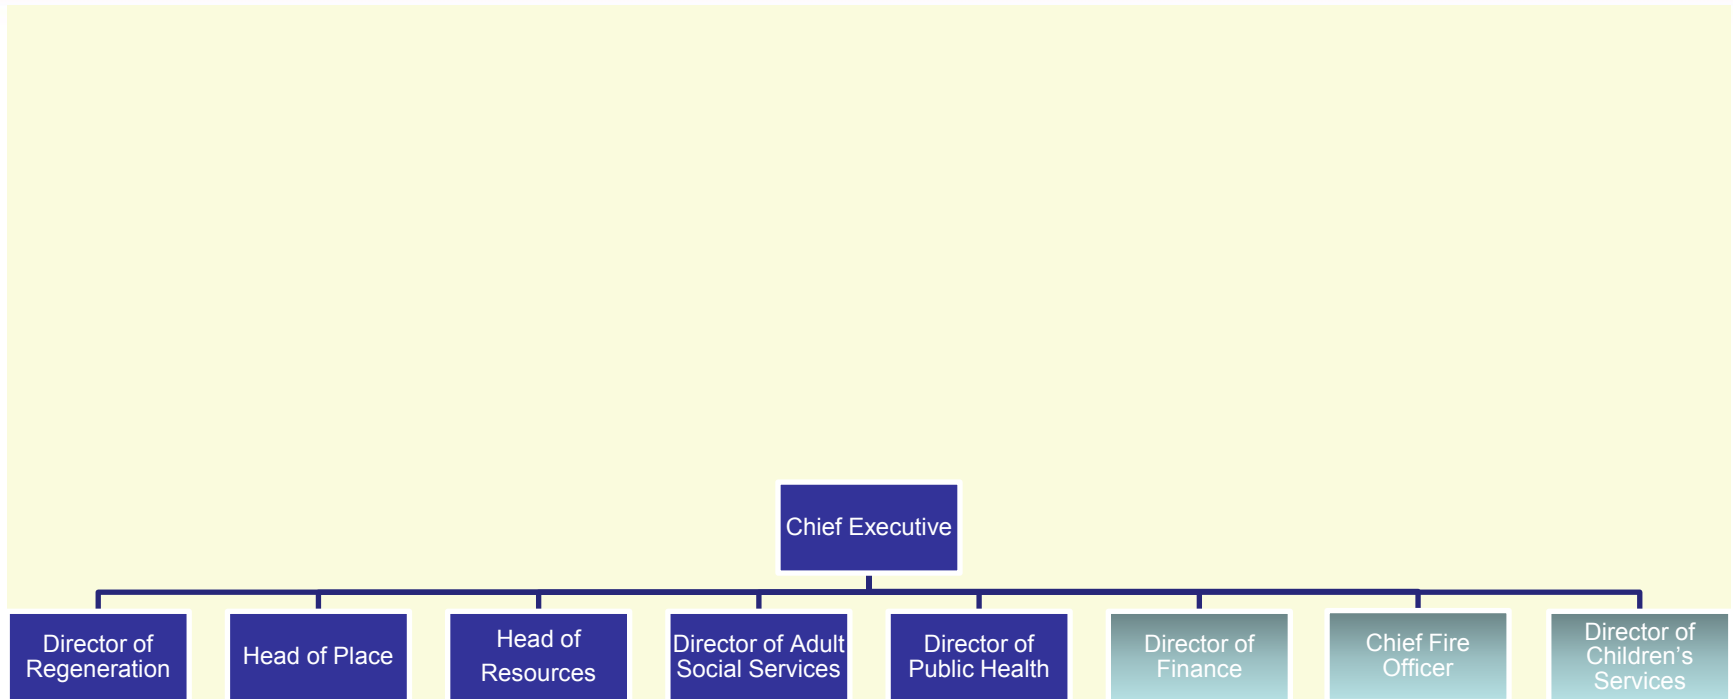 Chief Executive
Director of
Regeneration
Head of Place
Head of
Resources
Director of Adult
Social Services
Director of
Public Health
Director of
Finance
Chief Fire
Officer
Director of
Children’s
Services